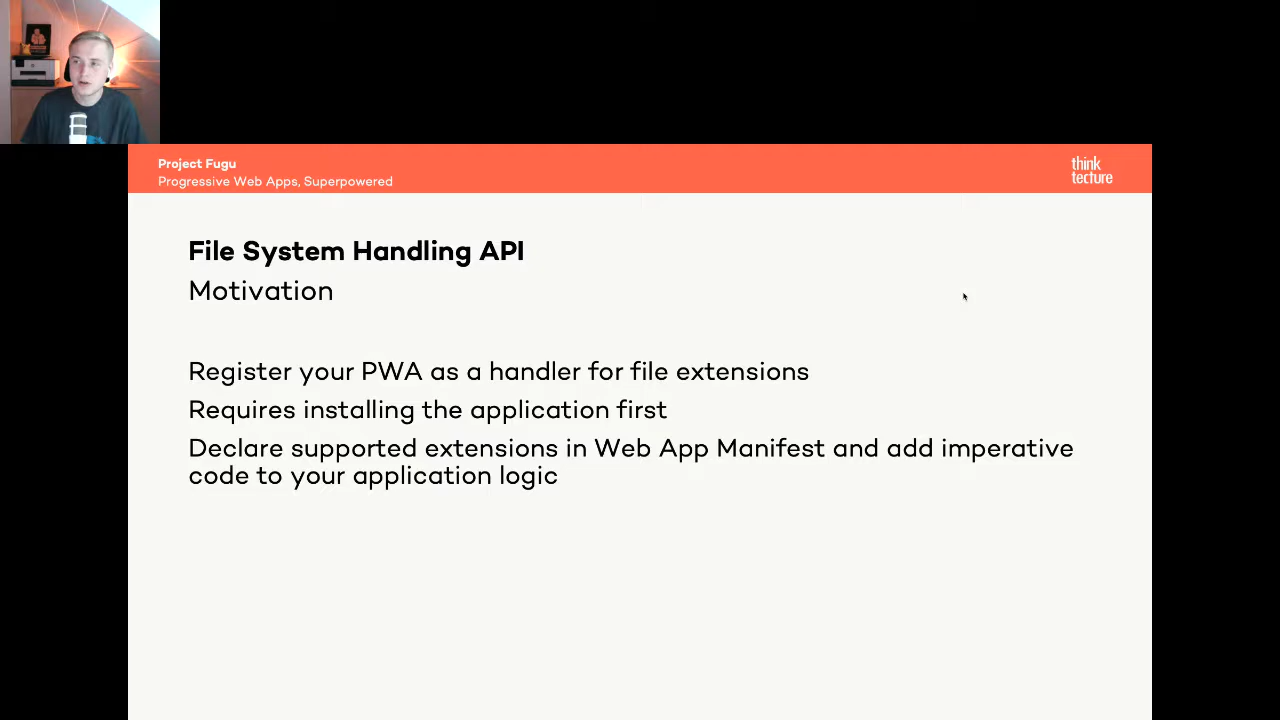 Project Fugu
Progressive Web Apps, Superpowered
think
tecture
File System Handling API
Motivation
Register your PWA as a handler for file extensions
Requires installing the application first
Declare supported extensions in Web App Manifest and add imperative
code to your application logic